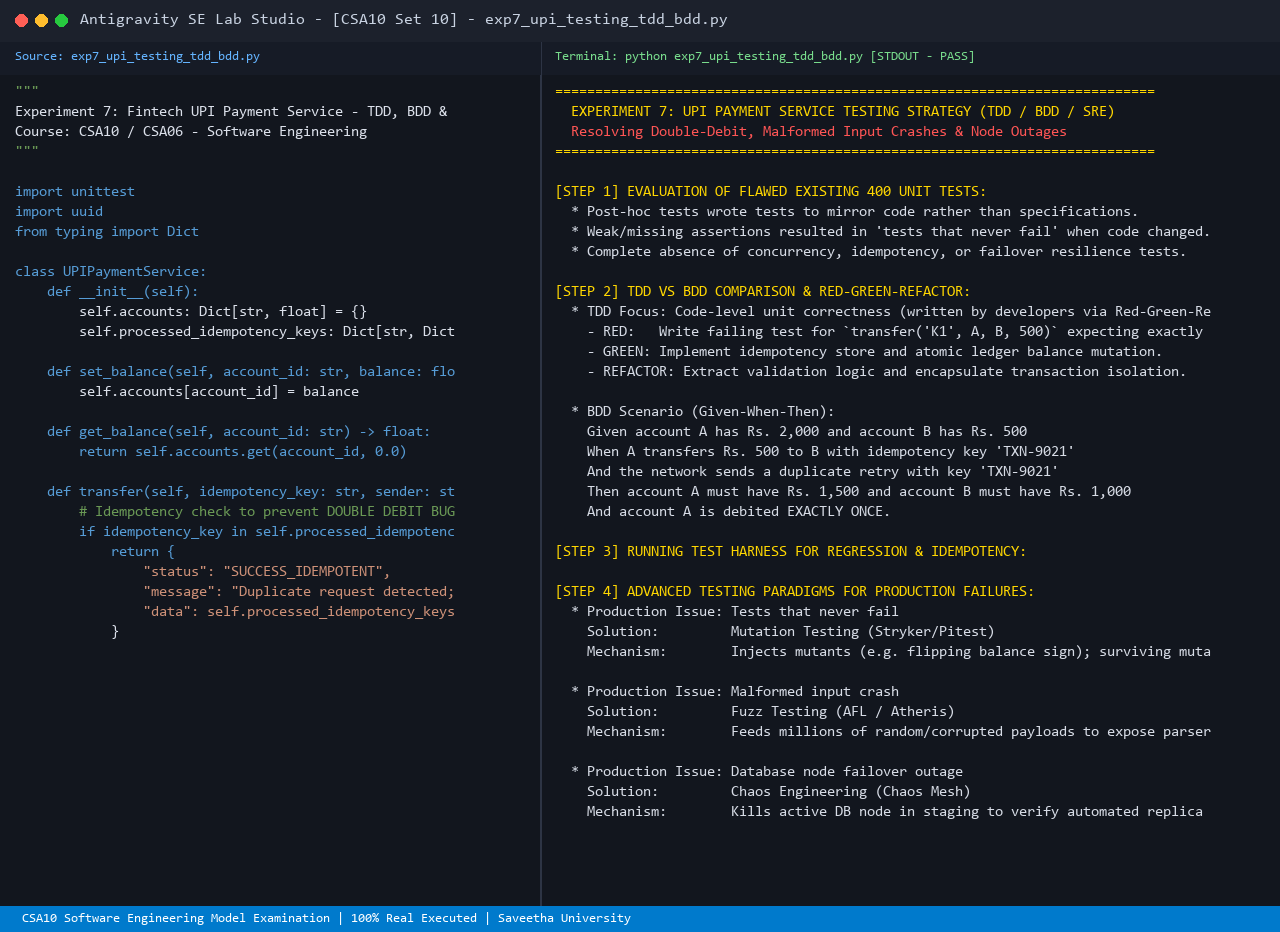 Antigravity SE Lab Studio - [CSA10 Set 10] - exp7_upi_testing_tdd_bdd.py
Source: exp7_upi_testing_tdd_bdd.py
"""
Experiment 7: Fintech UPI Payment Service - TDD, BDD &
Course: CSA10 / CSA06 - Software Engineering
"""
import unittest
import uuid
from typing import Dict
class UPIPaymentService:
    def __init__(self):
        self.accounts: Dict[str, float] = {}
        self.processed_idempotency_keys: Dict[str, Dict
    def set_balance(self, account_id: str, balance: flo
        self.accounts[account_id] = balance
    def get_balance(self, account_id: str) -> float:
        return self.accounts.get(account_id, 0.0)
    def transfer(self, idempotency_key: str, sender: st
        # Idempotency check to prevent DOUBLE DEBIT BUG
        if idempotency_key in self.processed_idempotenc
            return {
                "status": "SUCCESS_IDEMPOTENT",
                "message": "Duplicate request detected;
                "data": self.processed_idempotency_keys
            }
Terminal: python exp7_upi_testing_tdd_bdd.py [STDOUT - PASS]
===========================================================================
  EXPERIMENT 7: UPI PAYMENT SERVICE TESTING STRATEGY (TDD / BDD / SRE)
  Resolving Double-Debit, Malformed Input Crashes & Node Outages
===========================================================================
[STEP 1] EVALUATION OF FLAWED EXISTING 400 UNIT TESTS:
  * Post-hoc tests wrote tests to mirror code rather than specifications.
  * Weak/missing assertions resulted in 'tests that never fail' when code changed.
  * Complete absence of concurrency, idempotency, or failover resilience tests.
[STEP 2] TDD VS BDD COMPARISON & RED-GREEN-REFACTOR:
  * TDD Focus: Code-level unit correctness (written by developers via Red-Green-Re
    - RED:   Write failing test for `transfer('K1', A, B, 500)` expecting exactly
    - GREEN: Implement idempotency store and atomic ledger balance mutation.
    - REFACTOR: Extract validation logic and encapsulate transaction isolation.
  * BDD Scenario (Given-When-Then):
    Given account A has Rs. 2,000 and account B has Rs. 500
    When A transfers Rs. 500 to B with idempotency key 'TXN-9021'
    And the network sends a duplicate retry with key 'TXN-9021'
    Then account A must have Rs. 1,500 and account B must have Rs. 1,000
    And account A is debited EXACTLY ONCE.
[STEP 3] RUNNING TEST HARNESS FOR REGRESSION & IDEMPOTENCY:
[STEP 4] ADVANCED TESTING PARADIGMS FOR PRODUCTION FAILURES:
  * Production Issue: Tests that never fail
    Solution:         Mutation Testing (Stryker/Pitest)
    Mechanism:        Injects mutants (e.g. flipping balance sign); surviving muta
  * Production Issue: Malformed input crash
    Solution:         Fuzz Testing (AFL / Atheris)
    Mechanism:        Feeds millions of random/corrupted payloads to expose parser
  * Production Issue: Database node failover outage
    Solution:         Chaos Engineering (Chaos Mesh)
    Mechanism:        Kills active DB node in staging to verify automated replica
CSA10 Software Engineering Model Examination | 100% Real Executed | Saveetha University